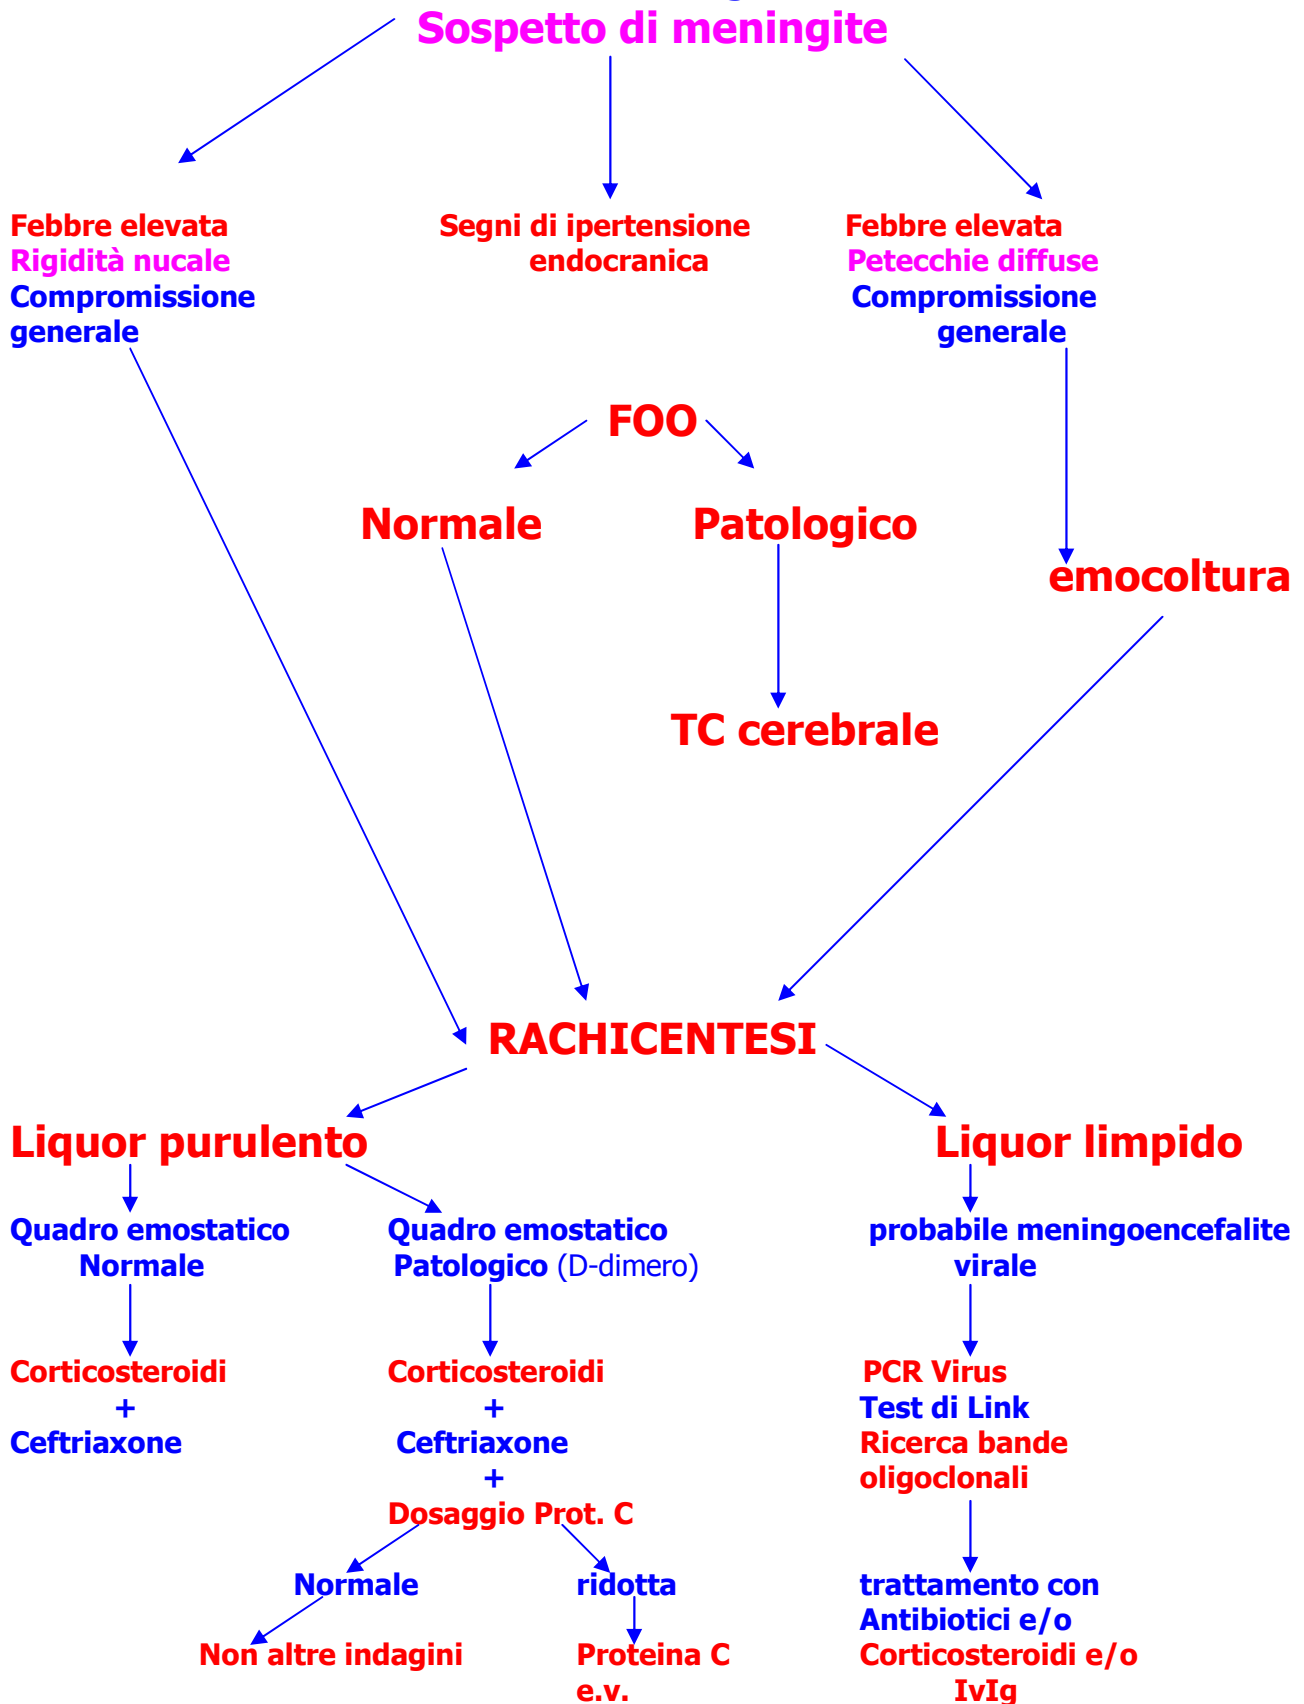 Sospetto di meningite
Febbre elevata
Rigidità nucale
Compromissione
generale
Segni di ipertensione
endocranica
Febbre elevata
Petecchie diffuse
Compromissione
generale
FOO
Normale
Patologico
emocoltura
TC cerebrale
RACHICENTESI
Liquor purulento
Liquor limpido
Quadro emostatico
Normale
Quadro emostatico
Patologico (D-dimero)
probabile meningoencefalite
virale
Corticosteroidi
+
Ceftriaxone
Corticosteroidi
+
Ceftriaxone
+
Dosaggio Prot. C
PCR Virus
Test di Link
Ricerca bande
oligoclonali
Normale
ridotta
Non altre indagini
Proteina C
e.v.
trattamento con
Antibiotici e/o
Corticosteroidi e/o
IvIg